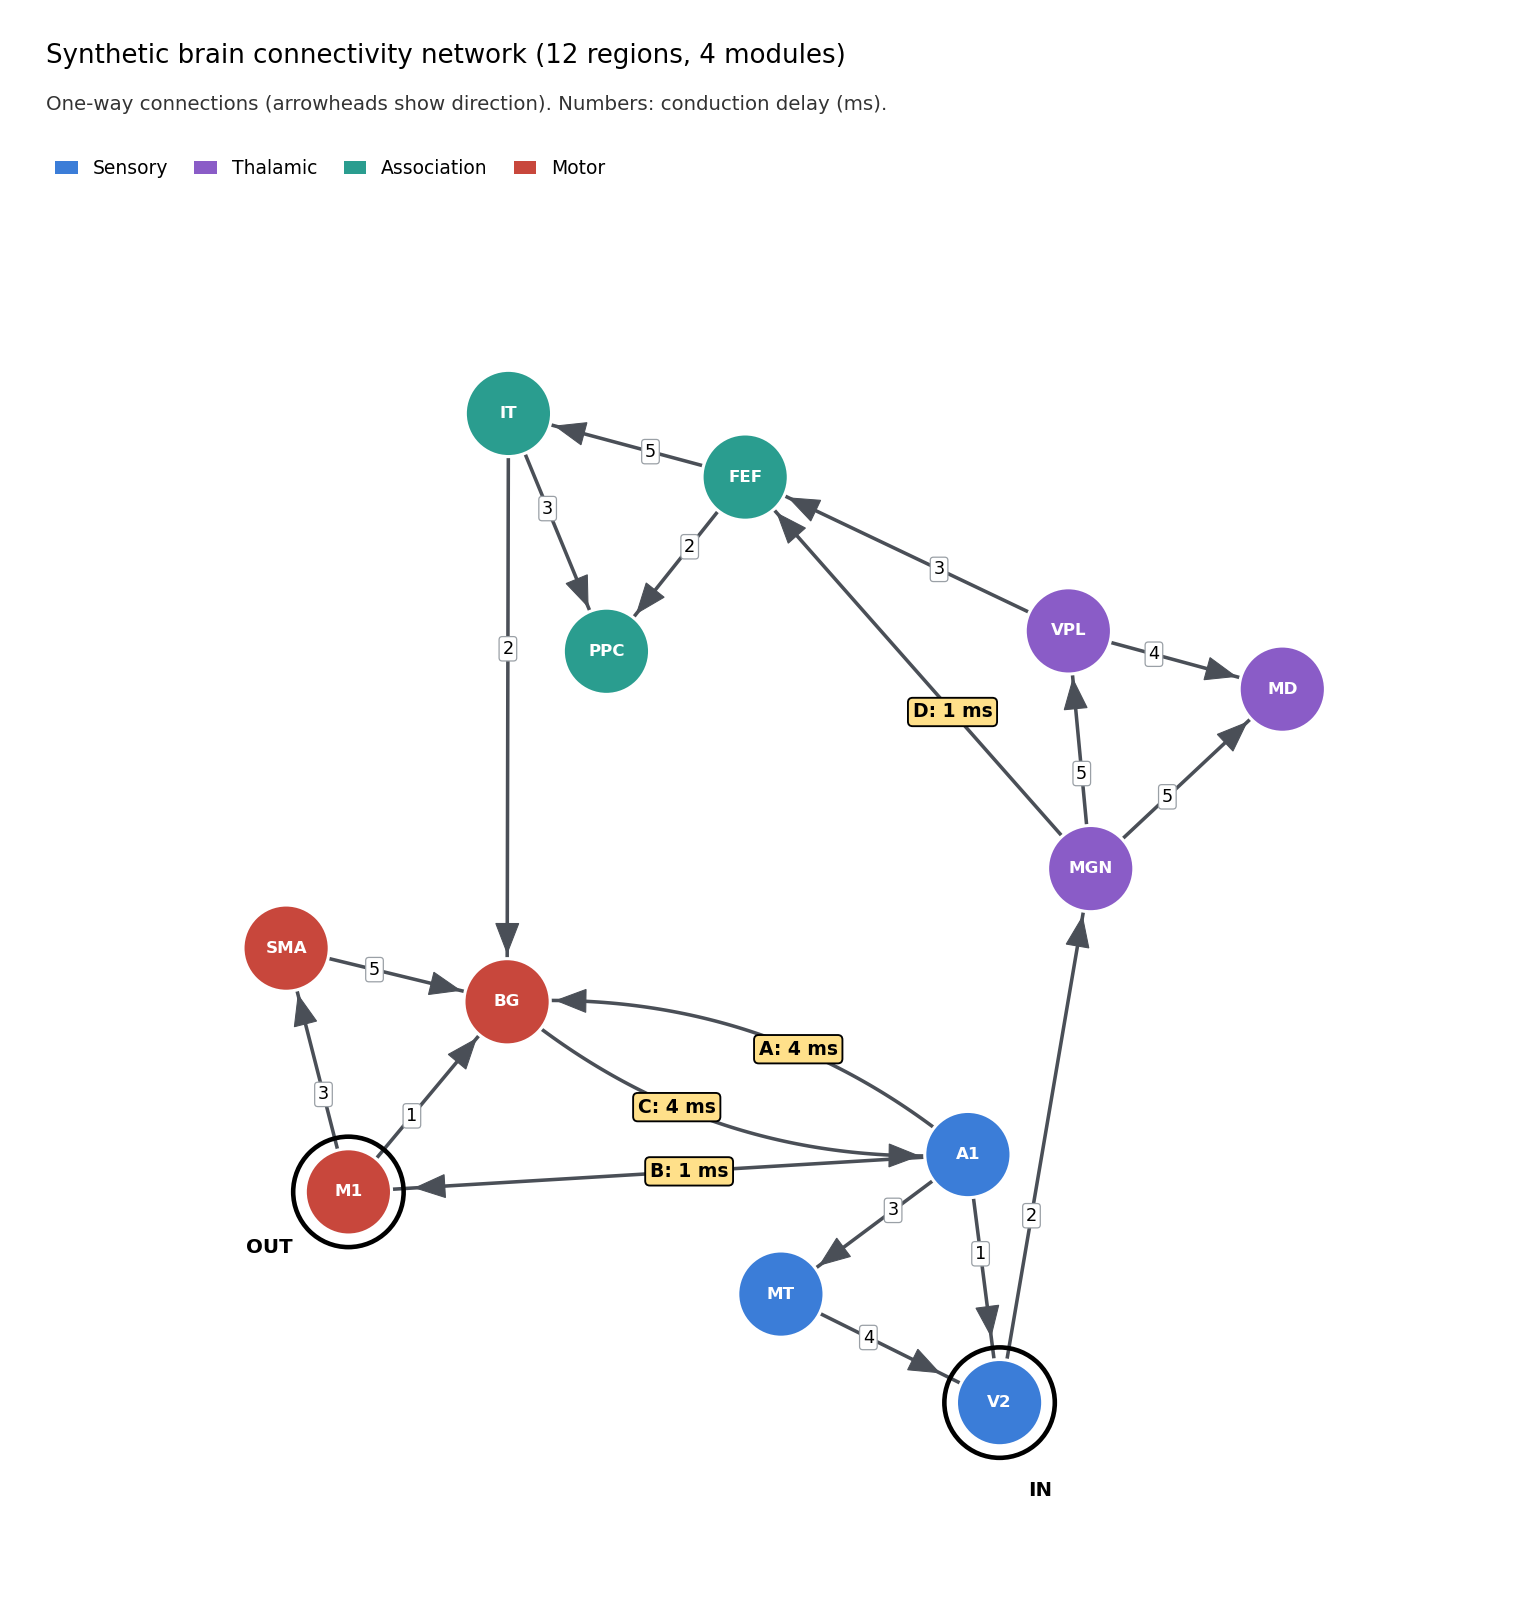 Synthetic brain connectivity network (12 regions, 4 modules)
One-way connections (arrowheads show direction). Numbers: conduction delay (ms).
Sensory Thalamic Association Motor
IT
5
FEF
3
2
3
VPL
2
PPC
4
MD
D: 1 ms
5
5
MGN
SMA
5
BG
A: 4 ms
3
1
C: 4 ms
A1
B: 1 ms
M1
3
2
OUT
1
MT
4
V2
IN